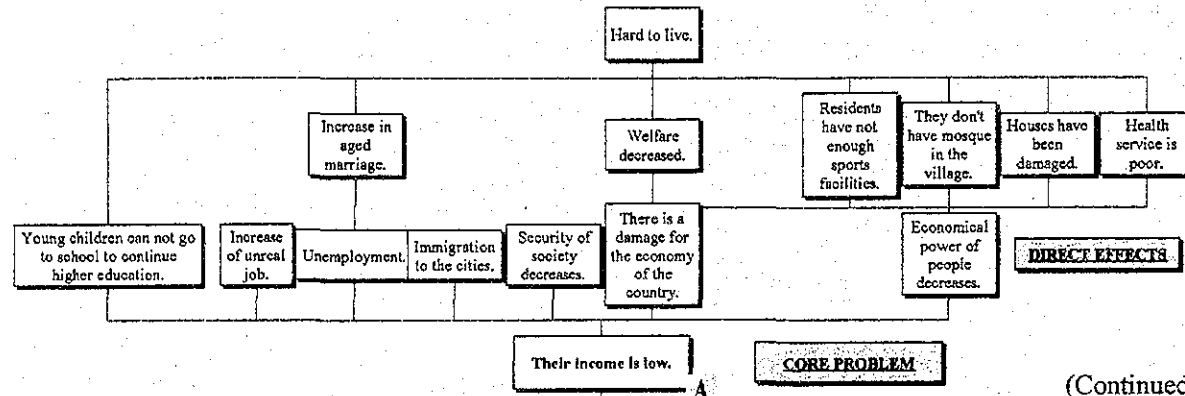 Hard to live.
Increase in
aged
marriage.
Welfare
decreased.
Residents
have not
enough
sports
facilities.
They don't
have mosque
in the
village.
Houses have
been
damaged.
Health
service is
poor.
Young children can not go
to school to continue
higher education.
Increase
of unreal
job.
Unemployment.
Immigration
to the cities.
Security of
society
decreases.
There is a
damage for
the economy
of the
country.
Economical
power of
people
decreases.
DIRECT EFFECTS
Their income is low.
CORE PROBLEM
A
(Continued